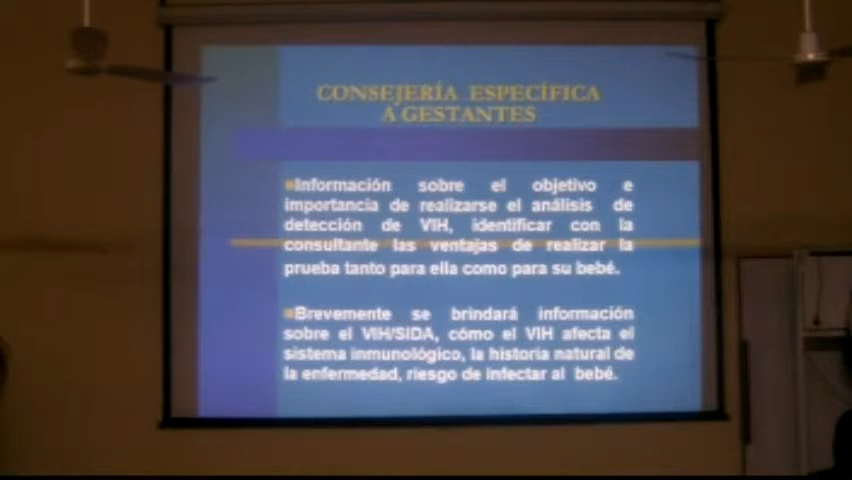 CONSEJERÍA ESPECÍFICA
A GESTANTES
Información sobre el objetivo e
importancia de realizarse el análisis de
detección de VIH, identificar con la
consultante las ventajas de realizar la
prueba tanto para ella como para su bebé.
Brevemente se brindará información
sobre el VIH/SIDA, cómo el VIH afecta el
sistema inmunológico, la historia natural de
la enfermedad, riesgo de infectar al bebé.